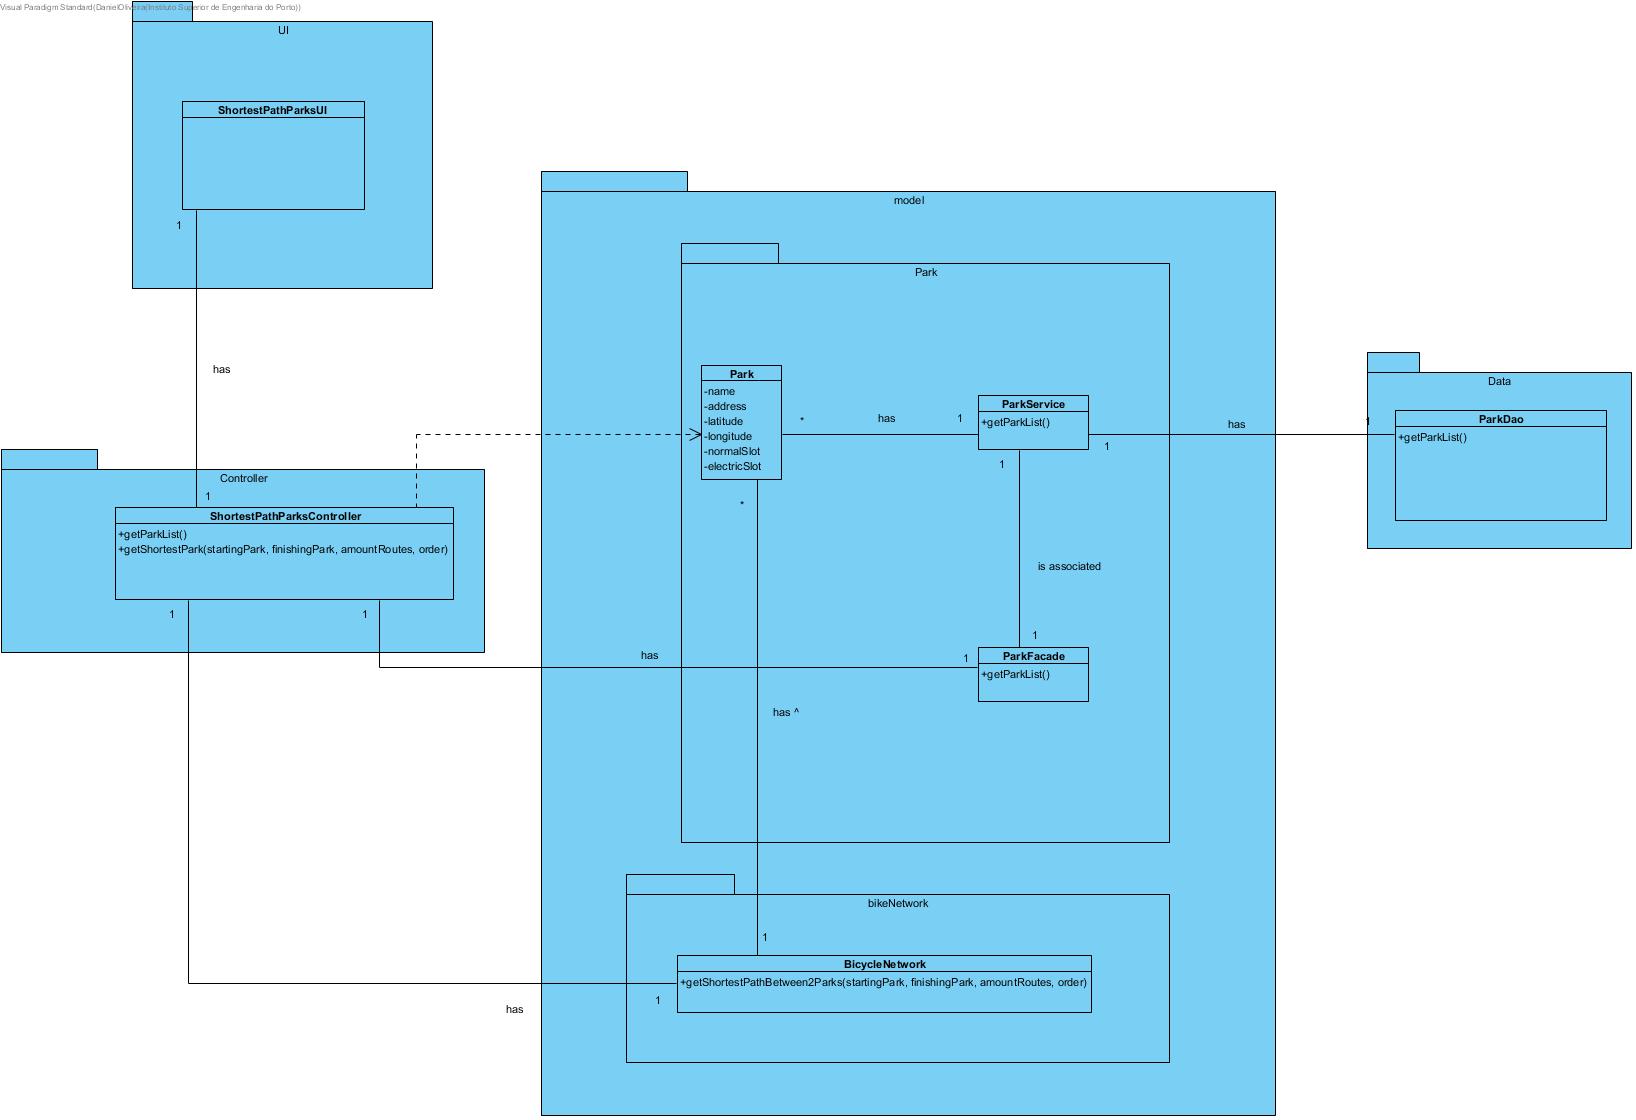 Visual Paradigm Standard(DanielOliveira(Instituto Superior de Engenharia do Porto))
UI
ShortestPathParksUI
1
has
1
Controller
ShortestPathParksController
+getParkList()
+getShortestPark(startingPark, finishingPark, amountRoutes, order)
1
1
has
has
model
Park
Park
-name
-address
-latitude
-longitude
-normalSlot
-electricSlot
*
has
1
ParkService
+getParkList()
1
has
1
Data
ParkDao
+getParkList()
1
is associated
1
1
ParkFacade
+getParkList()
*
has ^
1
bikeNetwork
BicycleNetwork
+getShortestPathBetween2Parks(startingPark, finishingPark, amountRoutes, order)
1